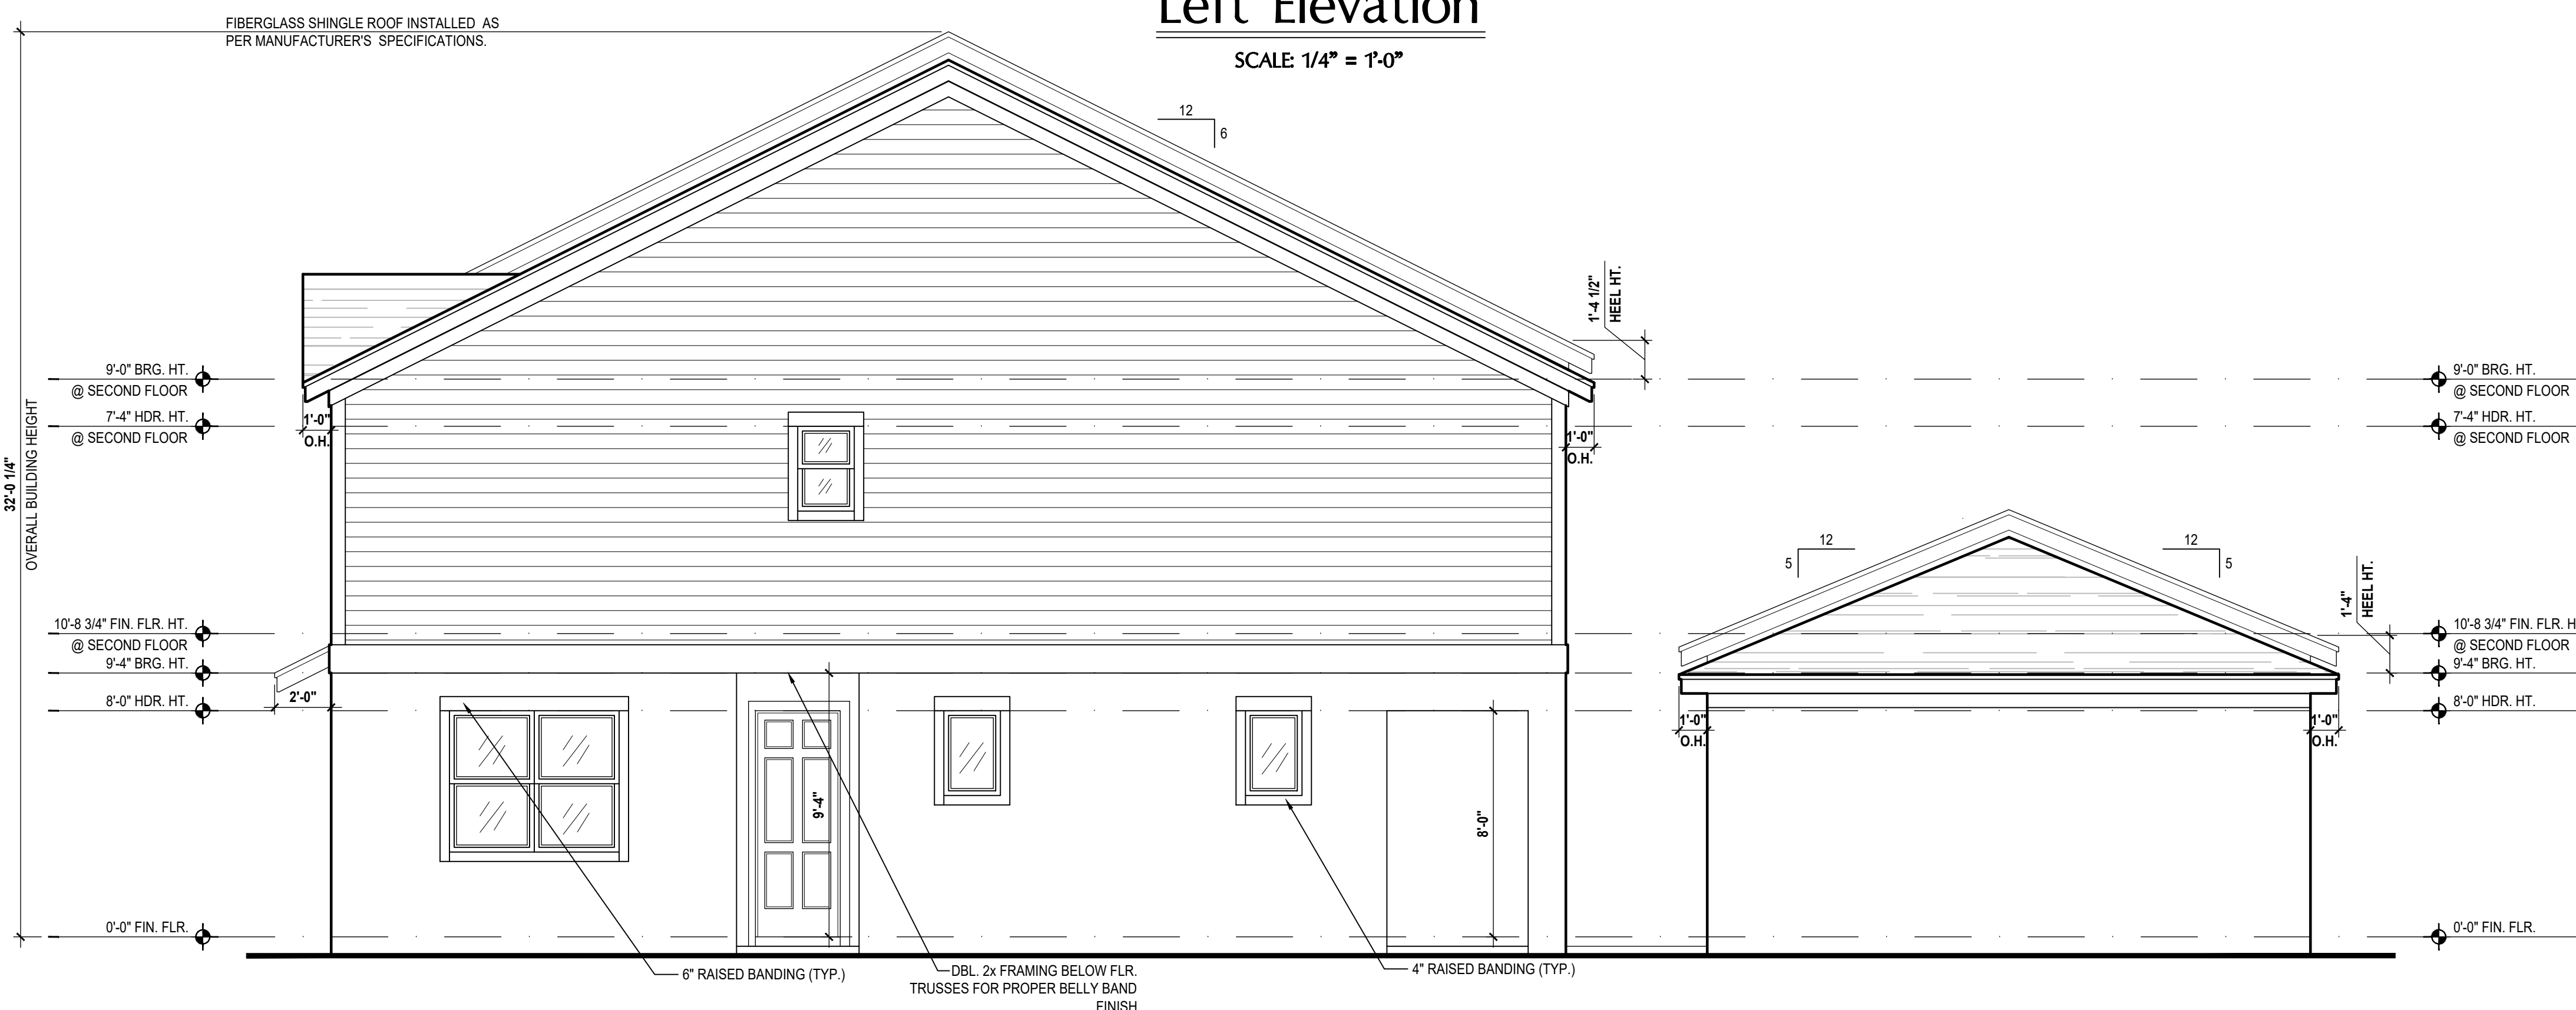 Left Elevation
SCALE: 1/4" = 1'-0"
FIBERGLASS SHINGLE ROOF INSTALLED AS
PER MANUFACTURER'S SPECIFICATIONS.
12
6
1'-4 1/2"
HEEL HT.
32'-0 1/4"
OVERALL BUILDING HEIGHT
9'-0" BRG. HT.
@ SECOND FLOOR
7'-4" HDR. HT.
@ SECOND FLOOR
1'-0"
O.H.
1'-0"
O.H.
9'-0" BRG. HT.
@ SECOND FLOOR
7'-4" HDR. HT.
@ SECOND FLOOR
12
5
12
5
1'-4"
HEEL HT.
10'-8 3/4" FIN. FLR. HT.
@ SECOND FLOOR
9'-4" BRG. HT.
8'-0" HDR. HT.
2'-0"
10'-8 3/4" FIN. FLR. H
@ SECOND FLOOR
9'-4" BRG. HT.
8'-0" HDR. HT.
1'-0"
O.H.
1'-0"
O.H.
9'-4"
8'-0"
0'-0" FIN. FLR.
0'-0" FIN. FLR.
6" RAISED BANDING (TYP.)
DBL. 2x FRAMING BELOW FLR.
TRUSSES FOR PROPER BELLY BAND
FINISH
4" RAISED BANDING (TYP.)